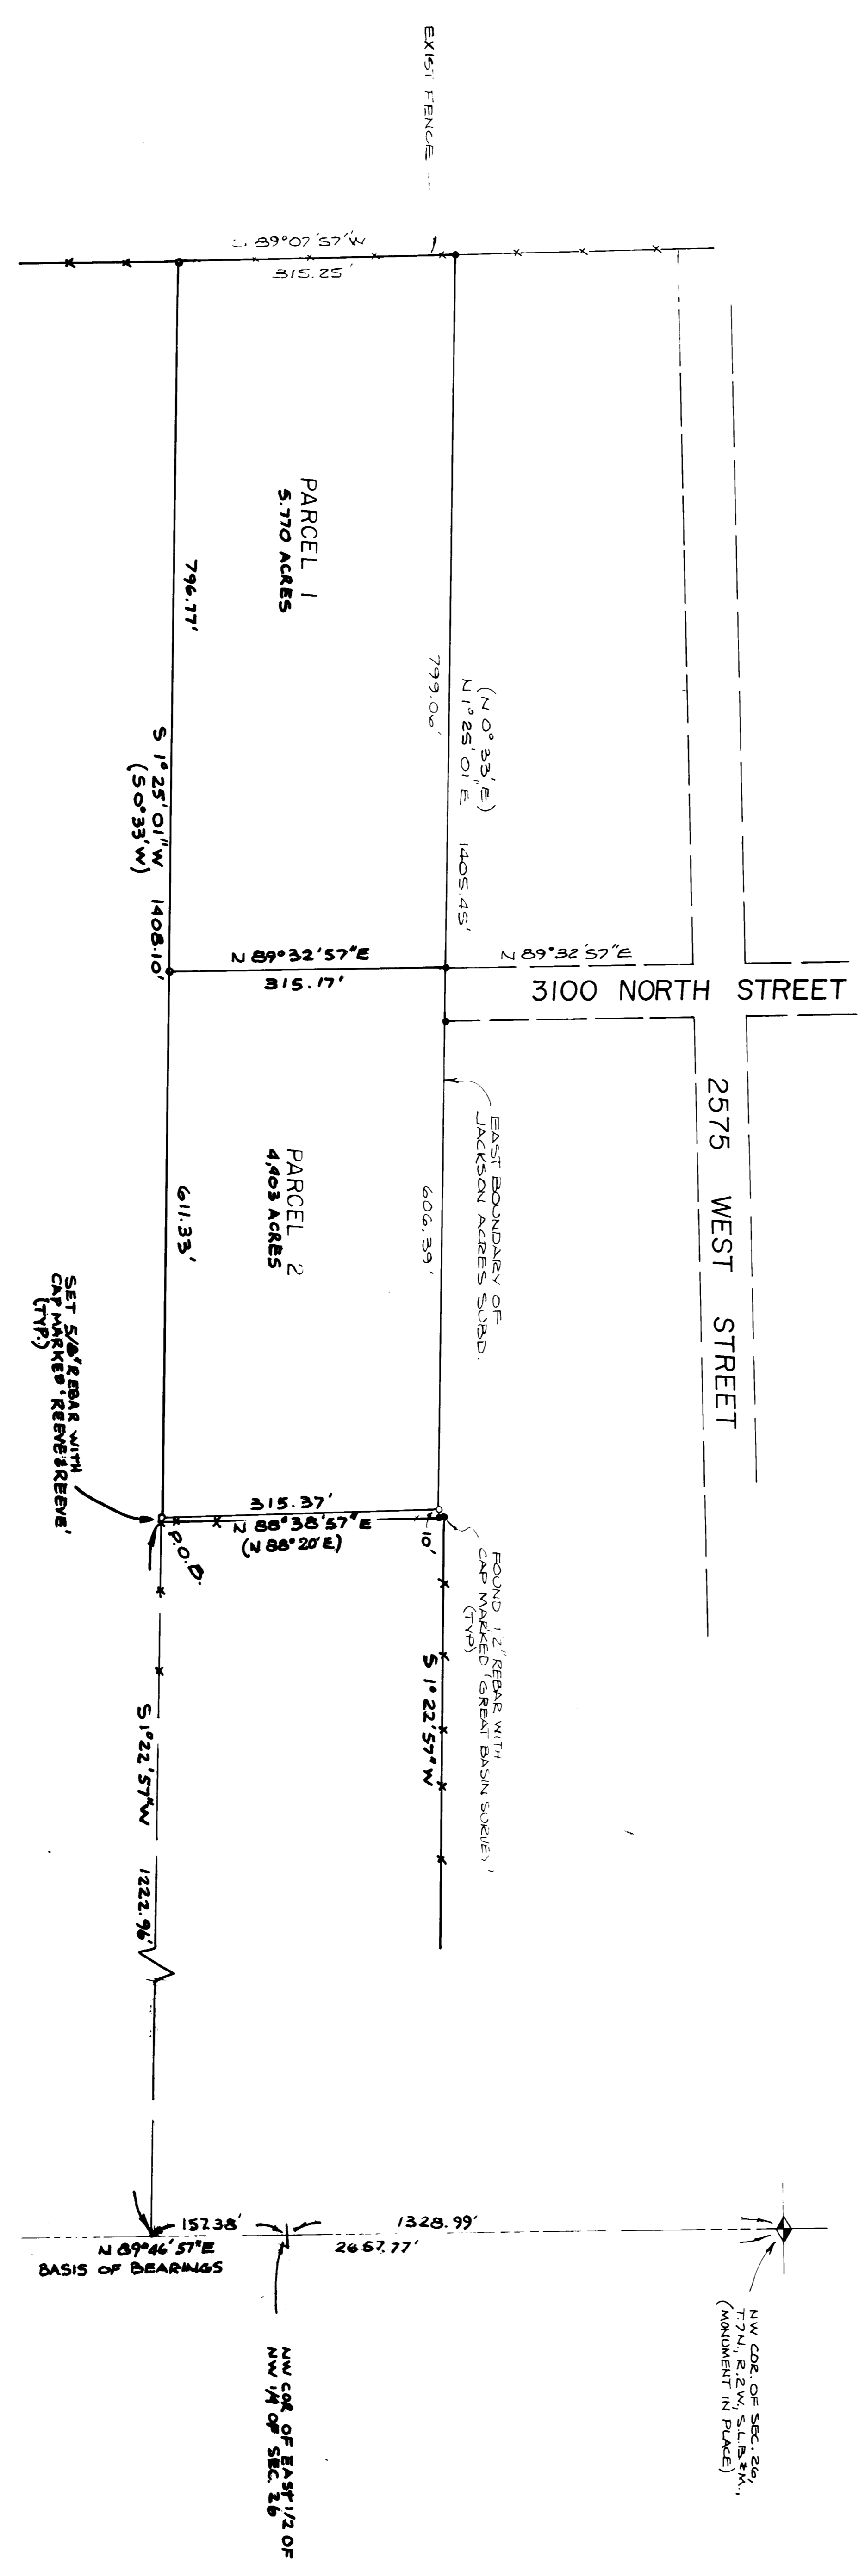 EXIST FENCE
89°07'57"W
315.25'
PARCEL 1
5.770 ACRES
796.77'
799.06'
(N 0°33'E)
N 1°25'01"E 1405.45'
S 1°25'01"W 1408.10'
(S 0°33'W)
N 89°32'57"E
315.17'
N 89°32'57"E
3100 NORTH STREET
2575 WEST STREET
EAST BOUNDARY OF
JACKSON ACRES SUBD.
PARCEL 2
4.403 ACRES
611.33'
606.39'
SET 5/8" REBAR WITH
CAP MARKED 'REEVE & REEVE'
(TYP.)
315.37'
N 88°38'57"E
(N 88°20'E)
10'
P.O.B.
FOUND 1 2" REBAR WITH
CAP MARKED 'GREAT BASIN SURVEY'
(TYP)
S 1°22'57"W
S 1°22'57"W 1222.96'
157.38'
1328.99'
N 89°46'57"E
2657.77'
BASIS OF BEARINGS
NW COR OF EAST 1/2 OF
NW 1/4 OF SEC. 26
NW COR. OF SEC. 26,
T.7N., R.2W., S.L.B.&M.,
(MONUMENT IN PLACE)